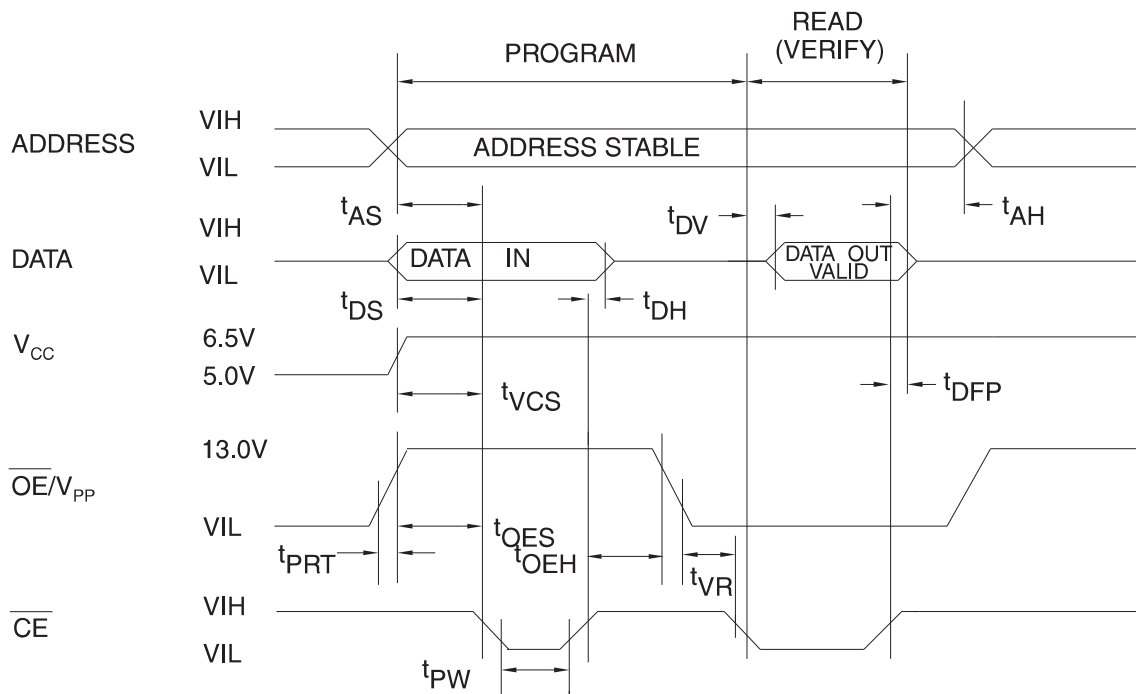 READ
(VERIFY)
PROGRAM
ADDRESS
VIH
VIL
ADDRESS STABLE
tAS
tDV
tAH
DATA
VIH
VIL
DATA IN
DATA OUT
VALID
tDS
tDH
VCC
6.5V
5.0V
tVCS
tDFP
OE/VPP
13.0V
VIL
tPRT
tOES
tOEH
tVR
CE
VIH
VIL
tPW